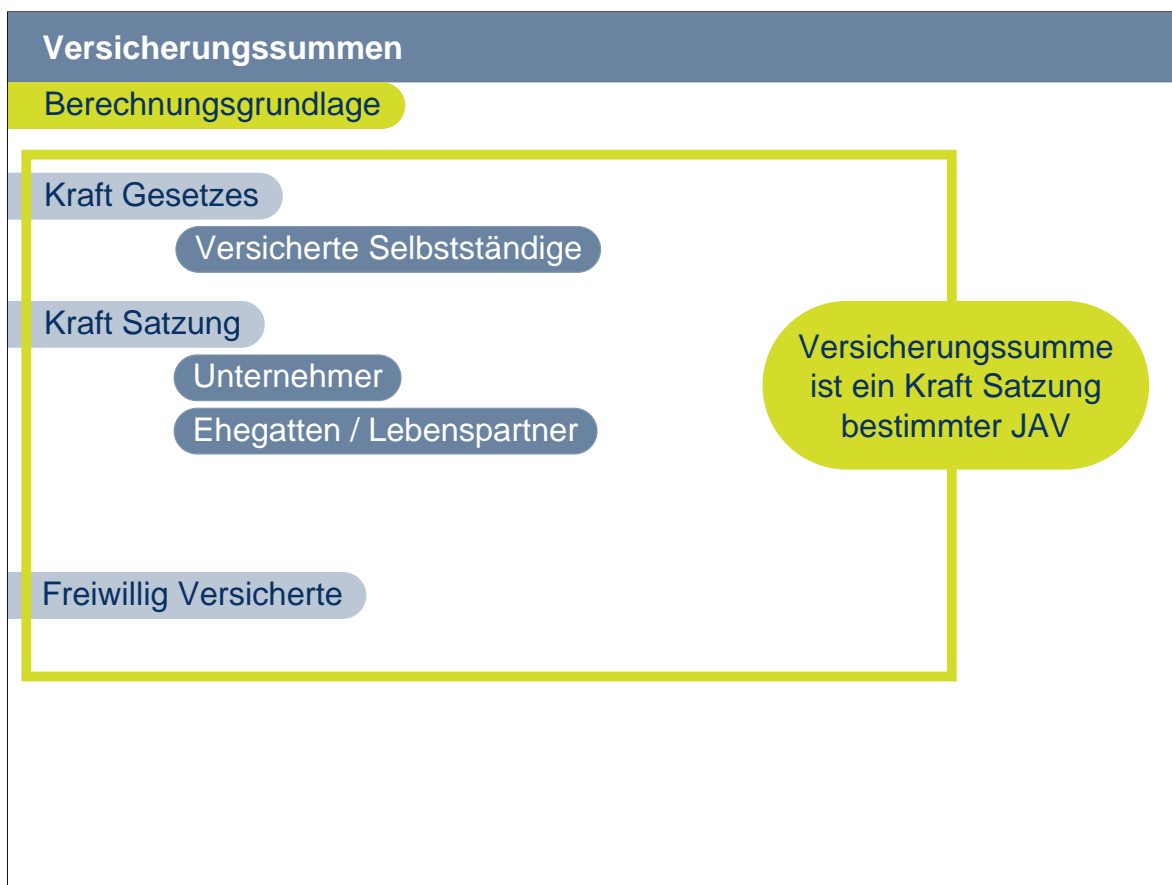 Versicherungssummen
Berechnungsgrundlage
Kraft Gesetzes
Versicherte Selbstständige
Kraft Satzung
Unternehmer
Ehegatten / Lebenspartner
Versicherungssumme
ist ein Kraft Satzung
bestimmter JAV
Freiwillig Versicherte